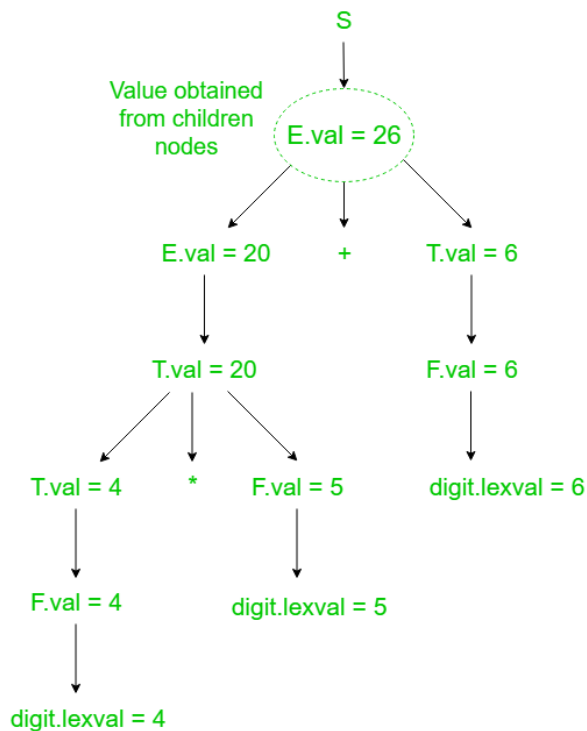 S
Value obtained
from children
nodes
E.val = 26
E.val = 20
+
T.val = 6
T.val = 20
F.val = 6
T.val = 4
*
F.val = 5
digit.lexval = 6
F.val = 4
digit.lexval = 5
digit.lexval = 4